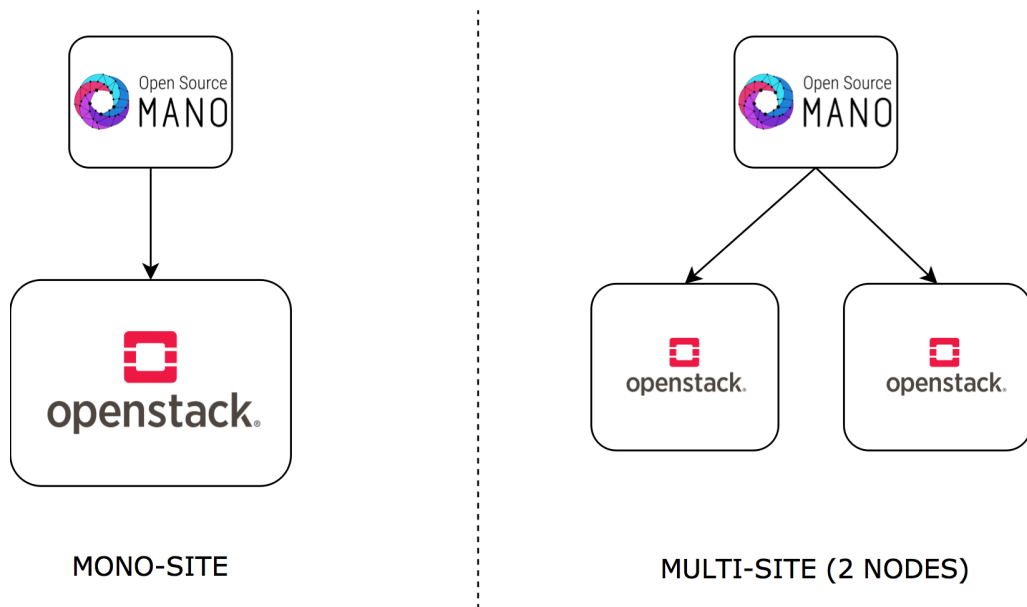 Open Source
MANO
openstack®
MONO-SITE
Open Source
MANO
openstack®
openstack®
MULTI-SITE (2 NODES)